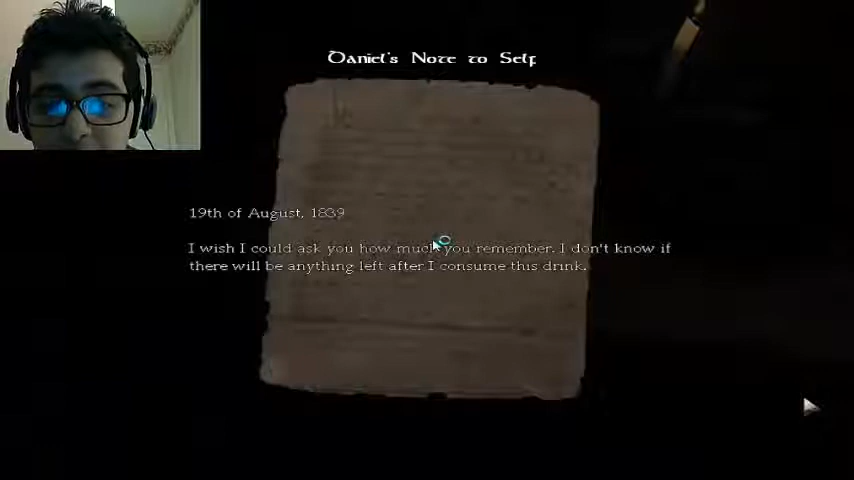 Daniel's Note to Self
19th of August, 1839
I wish I could ask you how much you remember. I don't know if
there will be anything left after I consume this drink.